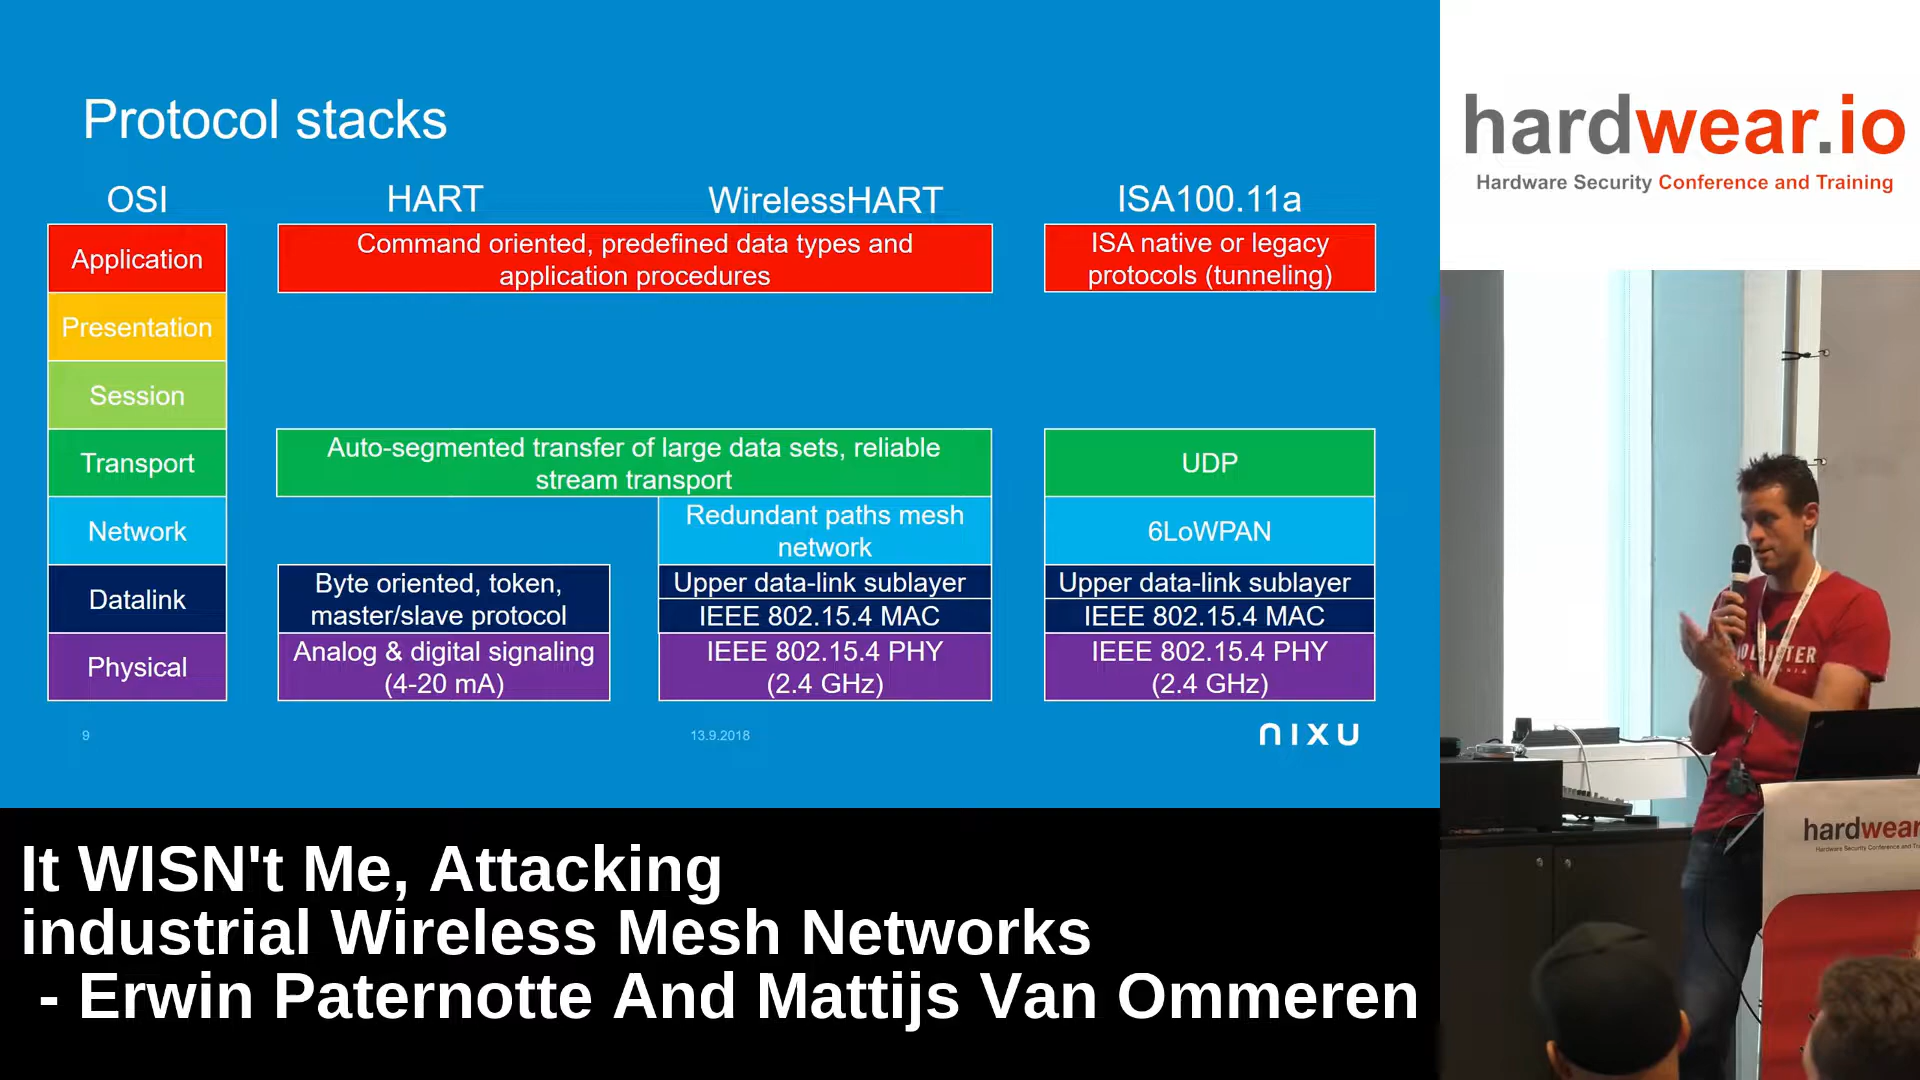 Protocol stacks
OSI
HART
WirelessHART
ISA100.11a
Application
Command oriented, predefined data types and
application procedures
ISA native or legacy
protocols (tunneling)
Presentation
Session
Transport
Auto-segmented transfer of large data sets, reliable
stream transport
UDP
Network
Redundant paths mesh
network
6LoWPAN
Datalink
Byte oriented, token,
master/slave protocol
Upper data-link sublayer
IEEE 802.15.4 MAC
Upper data-link sublayer
IEEE 802.15.4 MAC
Physical
Analog & digital signaling
(4-20 mA)
IEEE 802.15.4 PHY
(2.4 GHz)
IEEE 802.15.4 PHY
(2.4 GHz)
9
13.9.2018
nixu
hardwear.io
Hardware Security Conference and Training
hardwear
It WISN't Me, Attacking
industrial Wireless Mesh Networks
- Erwin Paternotte And Mattijs Van Ommeren